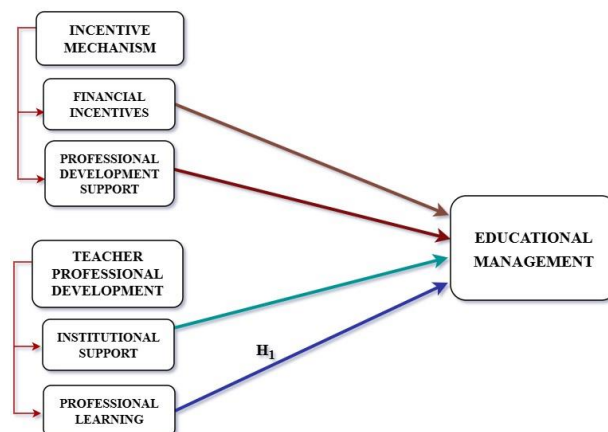 INCENTIVE
MECHANISM
FINANCIAL
INCENTIVES
PROFESSIONAL
DEVELOPMENT
SUPPORT
TEACHER
PROFESSIONAL
DEVELOPMENT
INSTITUTIONAL
SUPPORT
PROFESSIONAL
LEARNING
H₁
EDUCATIONAL
MANAGEMENT